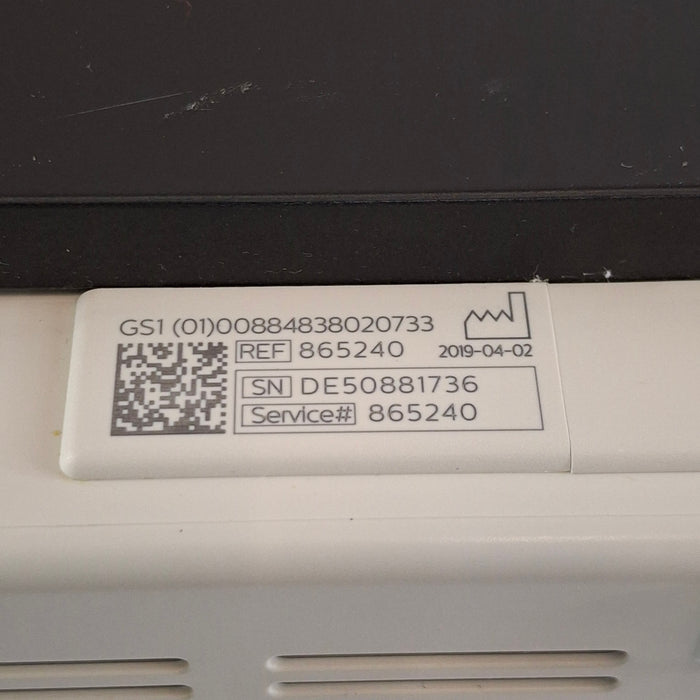 GS1 (01)00884838020733
REF 865240
2019-04-02
SN DE50881736
Service# 865240